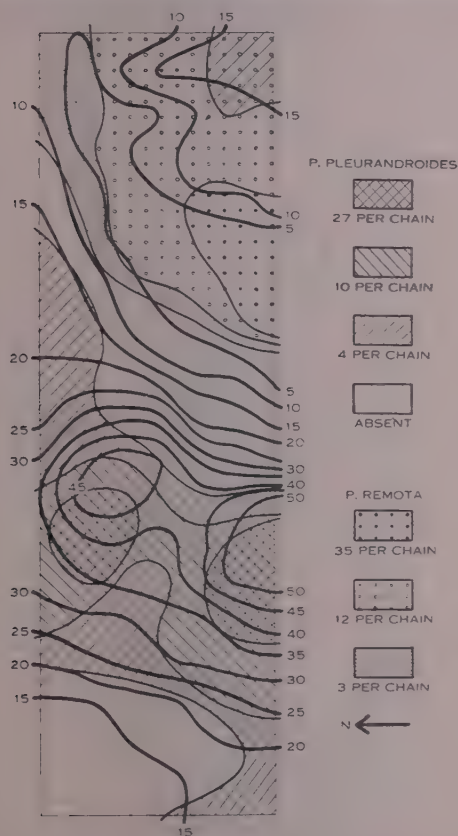 10 15
10
15
15
10
5
20
5
10
25
15
20
30
30
45
40
50
30
50
45
25
40
35
20
30
15
25
20
15
P. PLEURANDROIDES
27 PER CHAIN
10 PER CHAIN
4 PER CHAIN
ABSENT
P. REMOTA
35 PER CHAIN
12 PER CHAIN
3 PER CHAIN
N